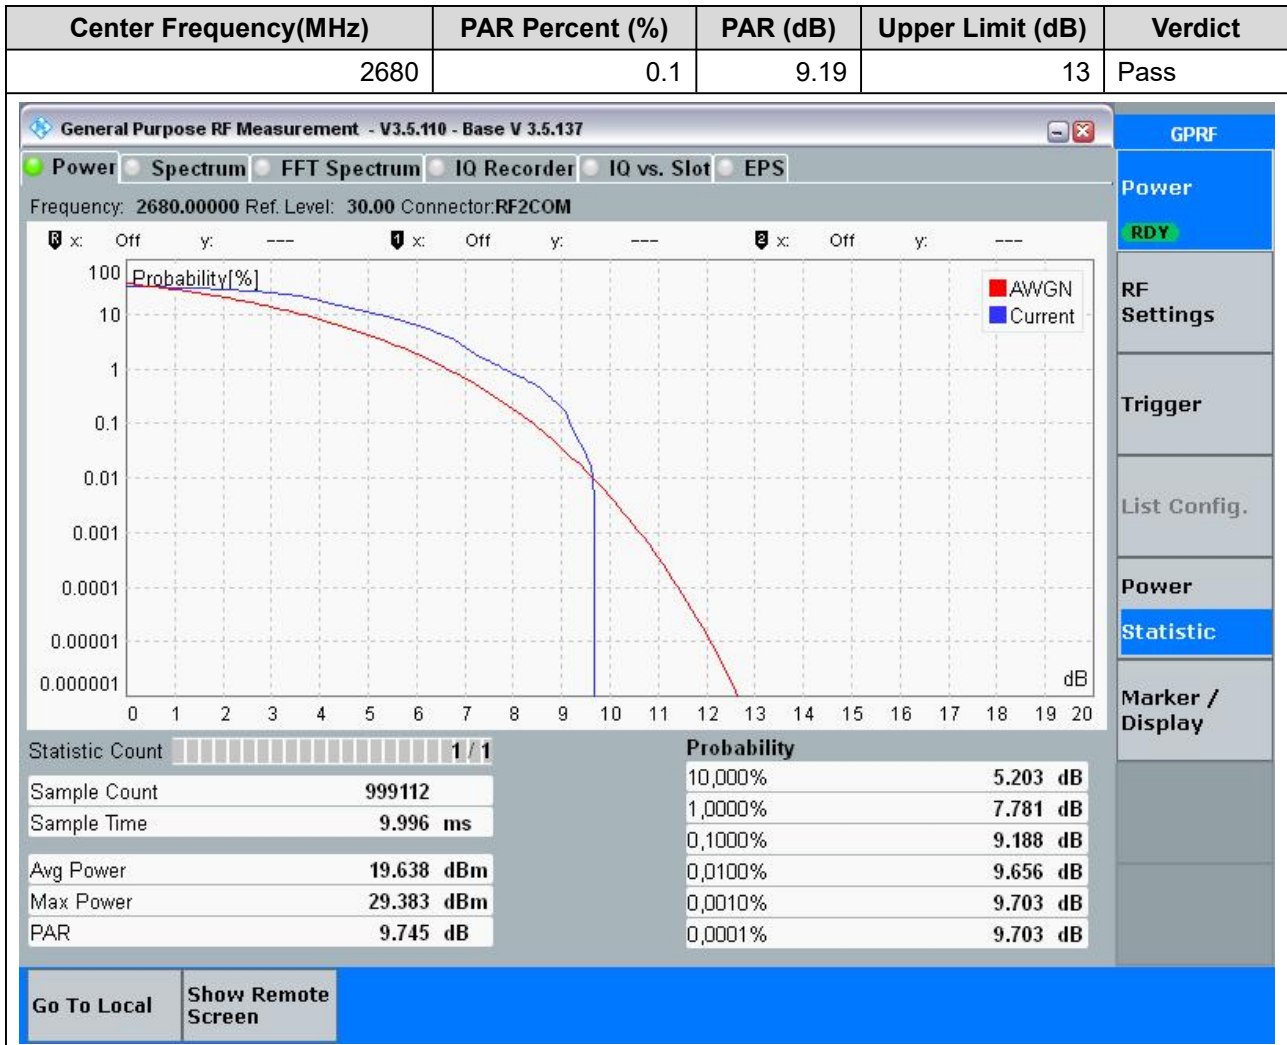 Center Frequency(MHz) PAR Percent (%) PAR (dB) Upper Limit (dB) Verdict
2680 0.1 9.19 13 Pass
General Purpose RF Measurement - V3.5.110 - Base V 3.5.137
GPRF
Power Spectrum FFT Spectrum IQ Recorder IQ vs. Slot EPS
Frequency: 2680.00000 Ref. Level: 30.00 Connector:RF2COM
R x: Off y: --- 1 x: Off y: --- 2 x: Off y: ---
Probability[%]
AWGN
Current
100
10
1
0.1
0.01
0.001
0.0001
0.00001
0.000001
dB
0 1 2 3 4 5 6 7 8 9 10 11 12 13 14 15 16 17 18 19 20
Statistic Count 1 / 1
Sample Count 999112
Sample Time 9.996 ms
Avg Power 19.638 dBm
Max Power 29.383 dBm
PAR 9.745 dB
Probability
10,000% 5.203 dB
1,0000% 7.781 dB
0,1000% 9.188 dB
0,0100% 9.656 dB
0,0010% 9.703 dB
0,0001% 9.703 dB
Power
RDY
RF
Settings
Trigger
List Config.
Power
Statistic
Marker /
Display
Go To Local
Show Remote
Screen